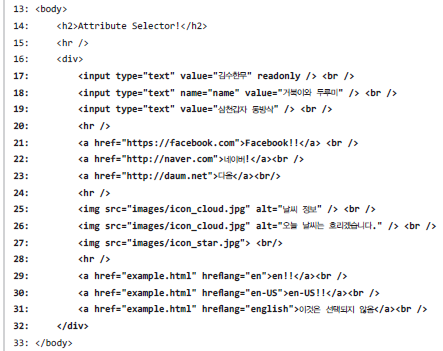 13: <body>
14: <h2>Attribute Selector!</h2>
15: <hr />
16: <div>
17: <input type="text" value="김수한무" readonly /> <br />
18: <input type="text" name="name" value="거북이와 두루미" /> <br />
19: <input type="text" value="삼천갑자 동방삭" /> <br />
20: <hr />
21: <a href="https://facebook.com">Facebook!!</a> <br />
22: <a href="http://naver.com">네이버!</a><br />
23: <a href="http://daum.net">다음</a><br/>
24: <hr />
25: <img src="images/icon_cloud.jpg" alt="날씨 정보" /> <br />
26: <img src="images/icon_cloud.jpg" alt="오늘 날씨는 흐리겠습니다." /> <br />
27: <img src="images/icon_star.jpg"> <br/>
28: <hr />
29: <a href="example.html" hreflang="en">en!!</a><br />
30: <a href="example.html" hreflang="en-US">en-US!!</a><br />
31: <a href="example.html" hreflang="english">이것은 선택되지 않음</a><br />
32: </div>
33: </body>